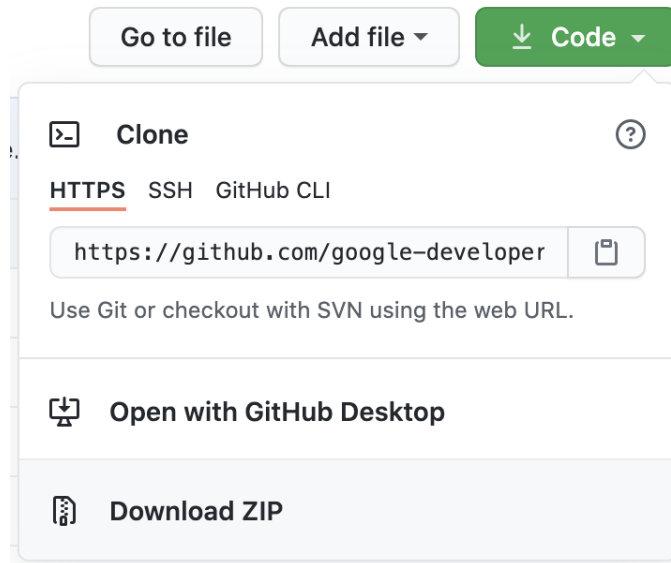 Go to file Add file Code
Clone
HTTPS SSH GitHub CLI
https://github.com/google-developer
Use Git or checkout with SVN using the web URL.
Open with GitHub Desktop
Download ZIP